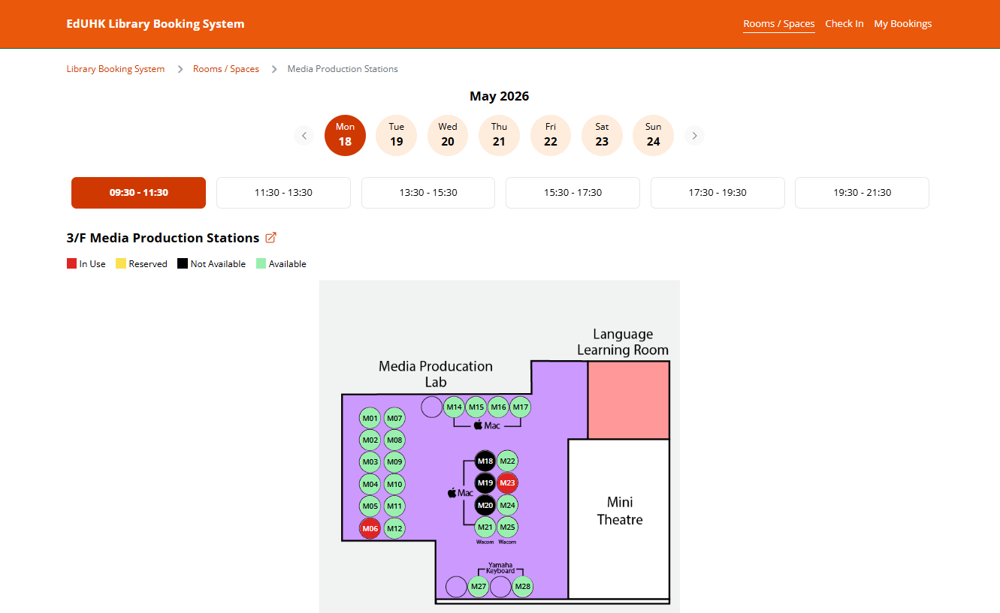 EdUHK Library Booking System
Rooms / Spaces Check In My Bookings
Library Booking System > Rooms / Spaces > Media Production Stations
May 2026
Mon Tue Wed Thu Fri Sat Sun
18 19 20 21 22 23 24
09:30 - 11:30 11:30 - 13:30 13:30 - 15:30 15:30 - 17:30 17:30 - 19:30 19:30 - 21:30
3/F Media Production Stations
In Use Reserved Not Available Available
Language
Learning Room
Media Producation
Lab
M14 M15 M16 M17
Mac
M01 M07
M02 M08
M03 M09
M04 M10
M05 M11
M06 M12
M18 M22
M19 M23
Mac
M20 M24
M21 M25
Wacom Wacom
Mini
Theatre
Yamaha
Keyboard
M27 M28